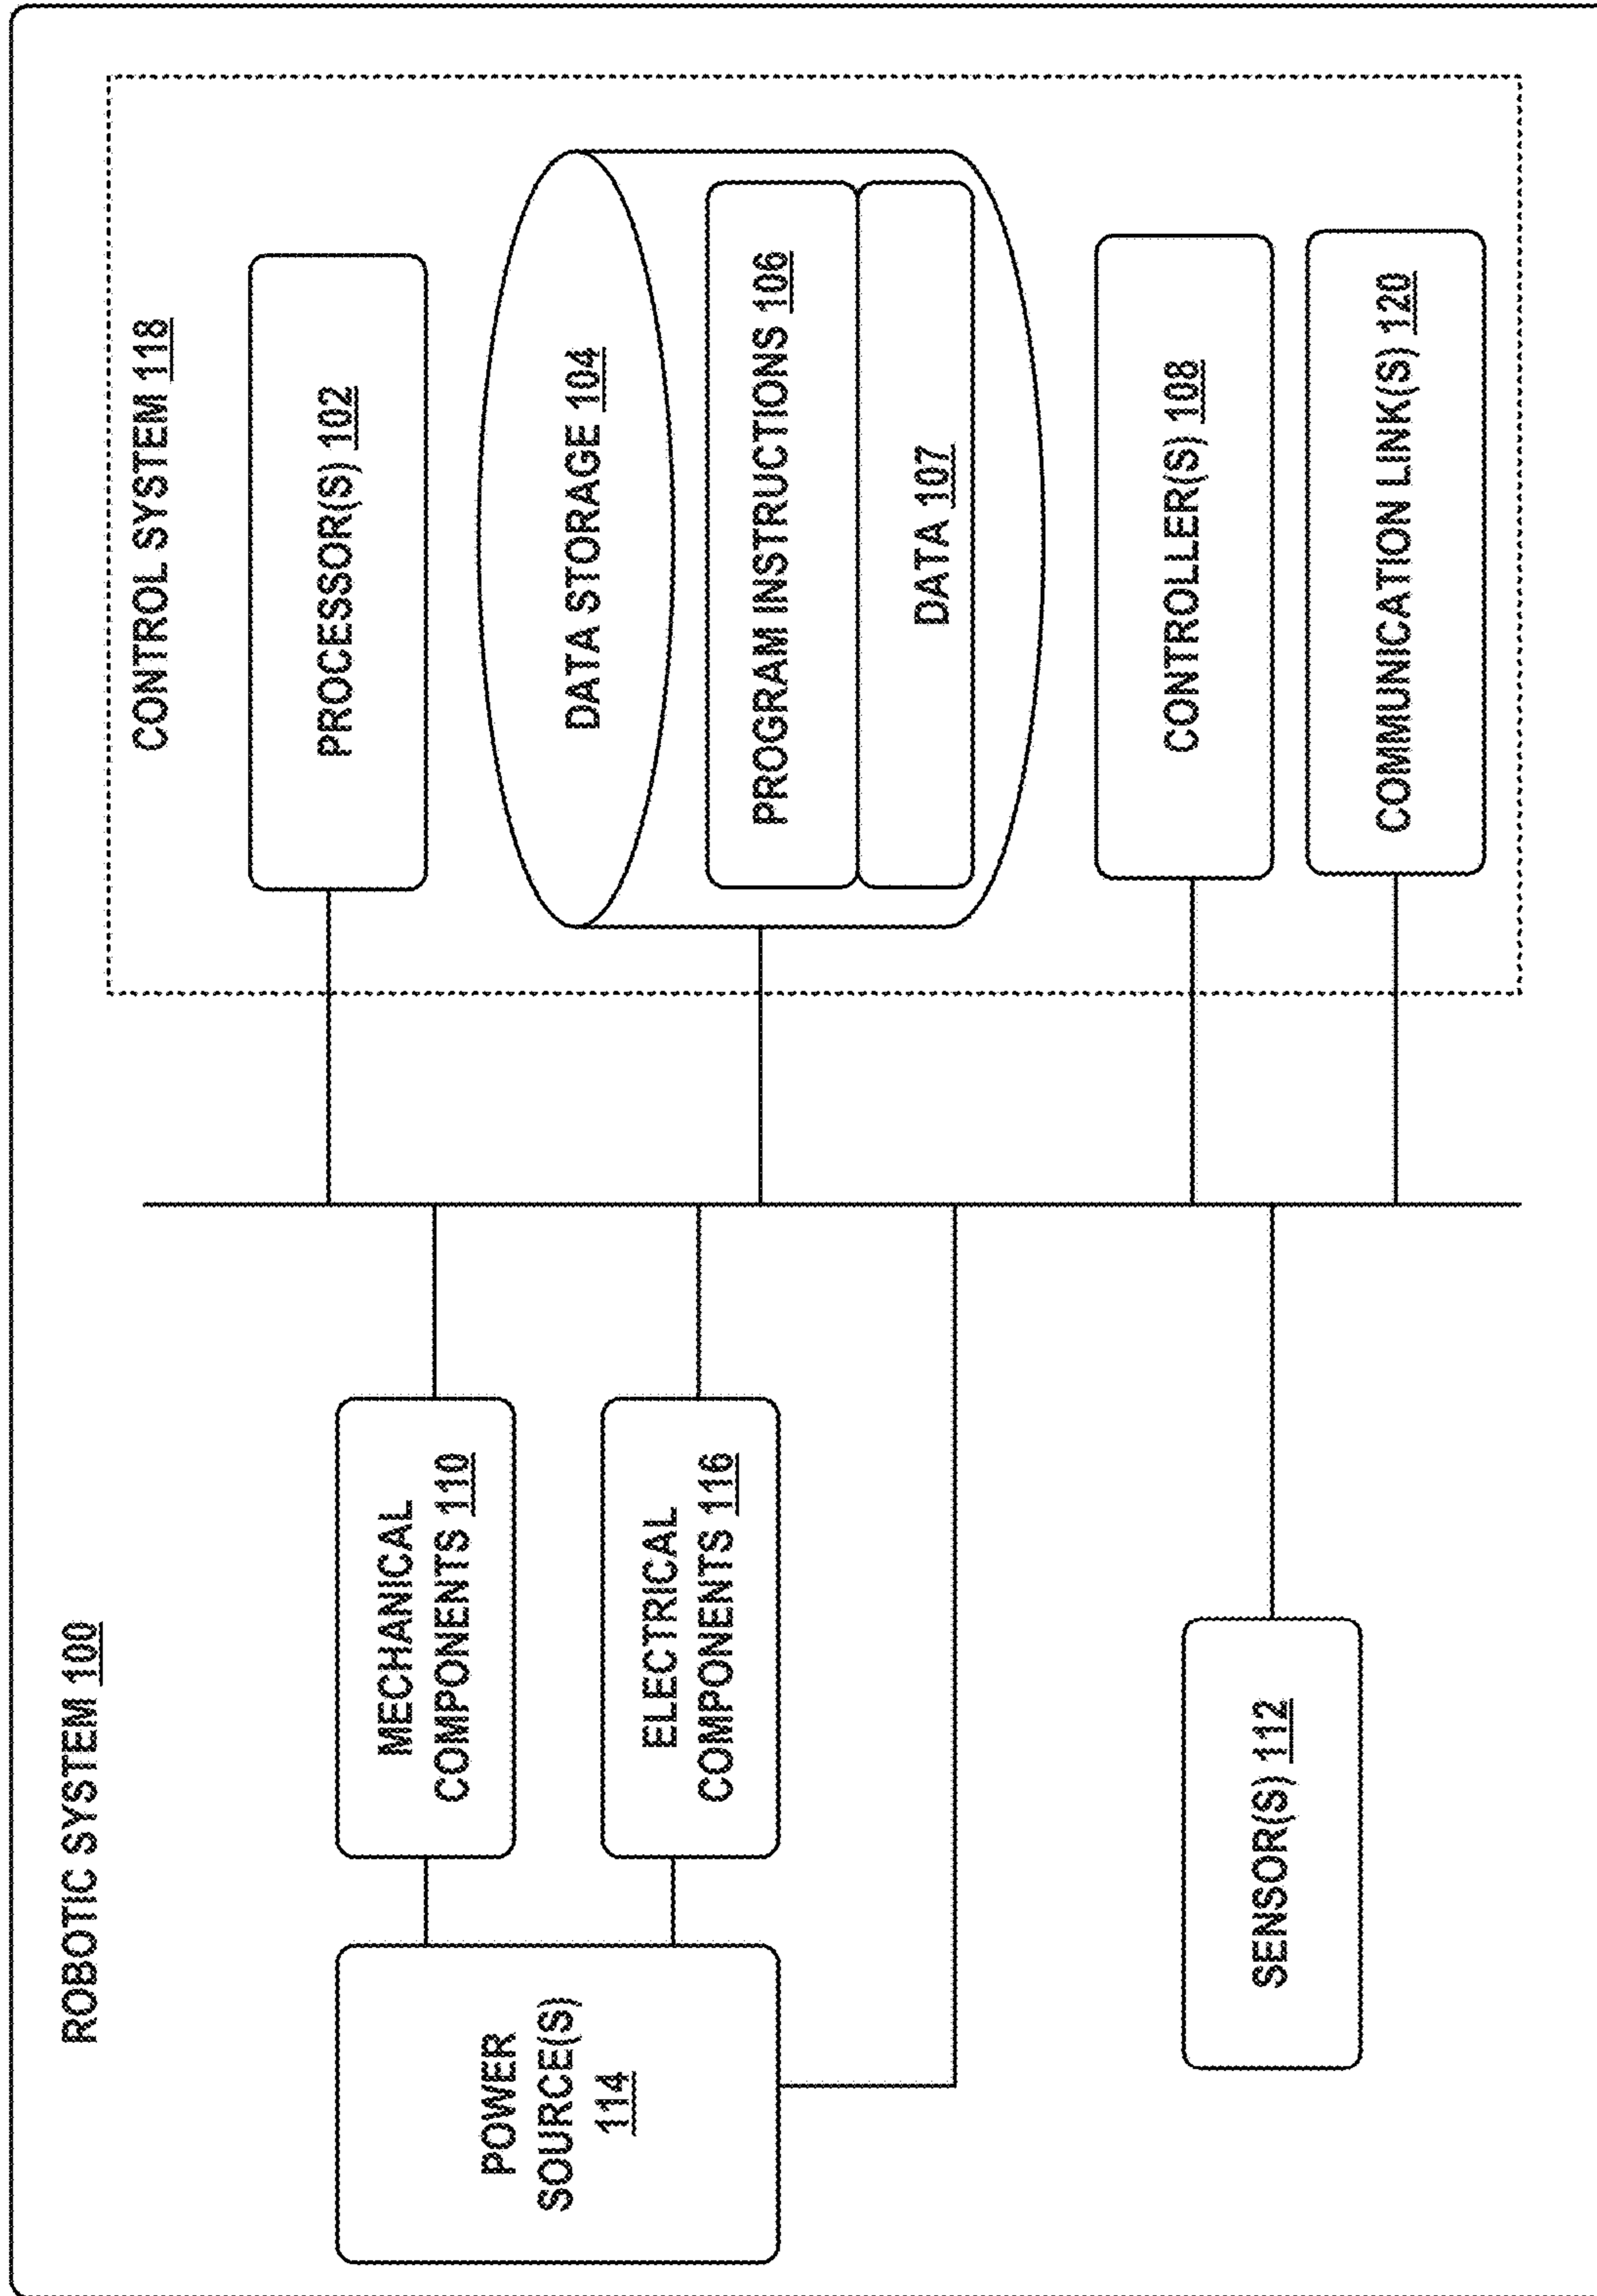 ROBOTIC SYSTEM 100
POWER
SOURCE(S)
114
MECHANICAL
COMPONENTS 110
ELECTRICAL
COMPONENTS 116
SENSOR(S) 112
CONTROL SYSTEM 118
PROCESSOR(S) 102
DATA STORAGE 104
PROGRAM INSTRUCTIONS 106
DATA 107
CONTROLLER(S) 108
COMMUNICATION LINK(S) 120